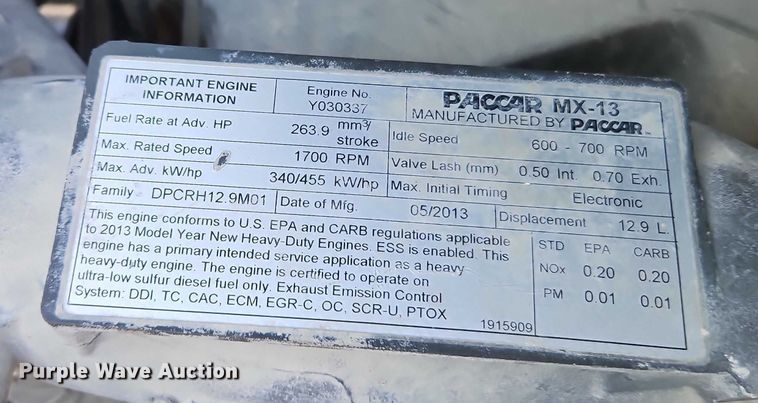 IMPORTANT ENGINE
INFORMATION
Engine No.
Y030337
PACCAR MX-13
MANUFACTURED BY PACCAR
Fuel Rate at Adv. HP 263.9 mm³/
stroke
Idle Speed 600 - 700 RPM
Max. Rated Speed 1700 RPM
Valve Lash (mm) 0.50 Int. 0.70 Exh.
Max. Adv. kW/hp 340/455 kW/hp
Max. Initial Timing Electronic
Family DPCRH12.9M01
Date of Mfg. 05/2013
Displacement 12.9 L
This engine conforms to U.S. EPA and CARB regulations applicable
to 2013 Model Year New Heavy-Duty Engines. ESS is enabled. This
engine has a primary intended service application as a heavy
heavy-duty engine. The engine is certified to operate on
ultra-low sulfur diesel fuel only. Exhaust Emission Control
System: DDI, TC, CAC, ECM, EGR-C, OC, SCR-U, PTOX
1915909
STD EPA CARB
NOx 0.20 0.20
PM 0.01 0.01
Purple Wave Auction